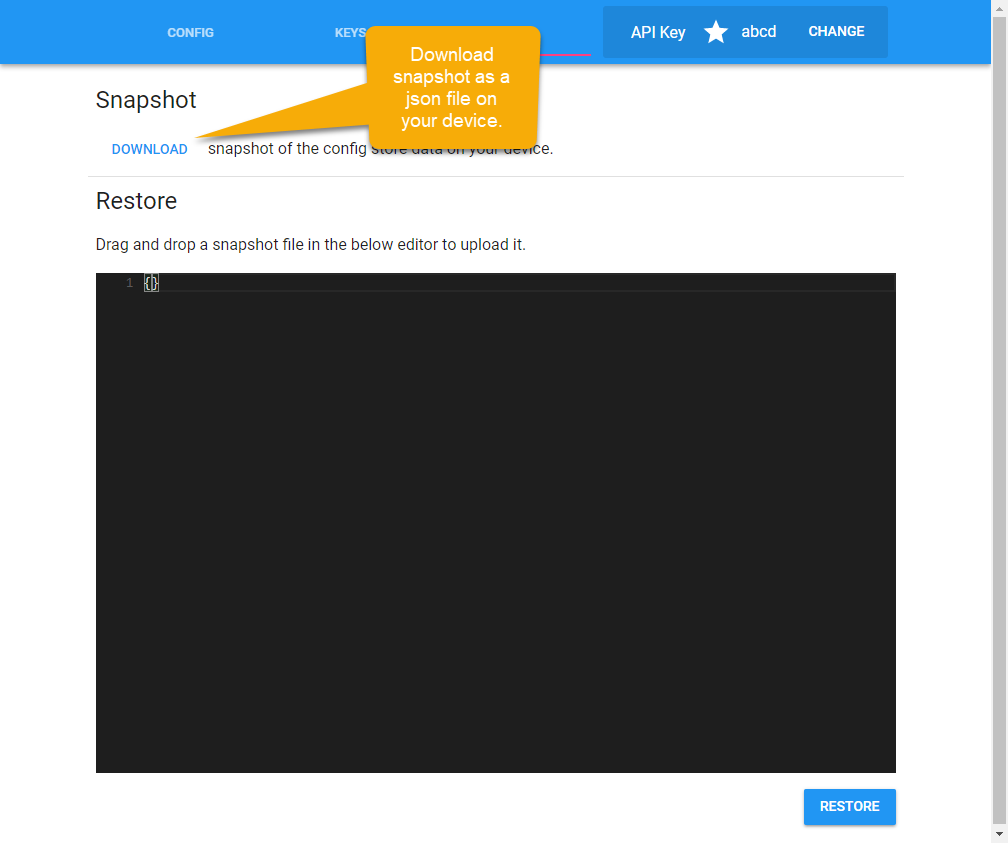 CONFIG
KEYS
API Key
abcd
CHANGE
Download
snapshot as a
json file on
your device.
Snapshot
DOWNLOAD
snapshot of the config store data on your device.
Restore
Drag and drop a snapshot file in the below editor to upload it.
1
{}
RESTORE